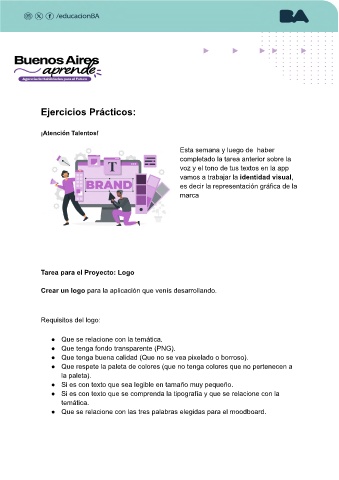 /educacionBA
BA
Buenos Aires
aprende
Agencia de Habilidades para el Futuro
Ejercicios Prácticos:
¡Atención Talentos!
Esta semana y luego de  haber
completado la tarea anterior sobre la
voz y el tono de tus textos en la app
vamos a trabajar la identidad visual,
es decir la representación gráfica de la
marca
T
BRAND
Tarea para el Proyecto: Logo
Crear un logo para la aplicación que venís desarrollando.
Requisitos del logo:
● Que se relacione con la temática.
● Que tenga fondo transparente (PNG).
● Que tenga buena calidad (Que no se vea pixelado o borroso).
● Que respete la paleta de colores (que no tenga colores que no pertenecen a
la paleta).
● Si es con texto que sea legible en tamaño muy pequeño.
● Si es con texto que se comprenda la tipografía y que se relacione con la
temática.
● Que se relacione con las tres palabras elegidas para el moodboard.